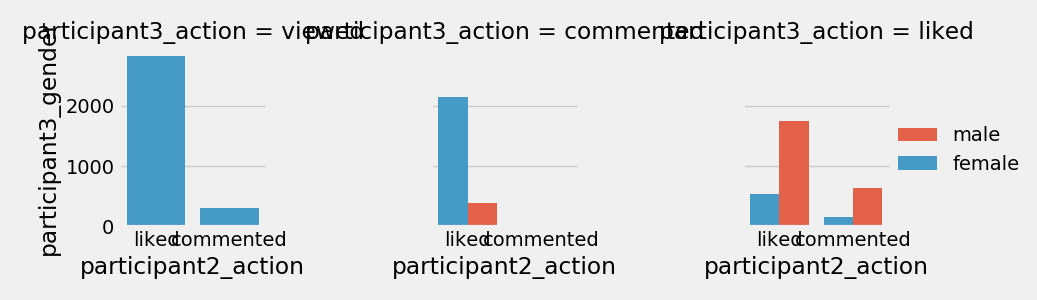 participant3_action = viewed
participant3_action = commented
participant3_action = liked
participant3_gender
2000
1000
0
liked
commented
liked
commented
liked
commented
participant2_action
participant2_action
participant2_action
male
female